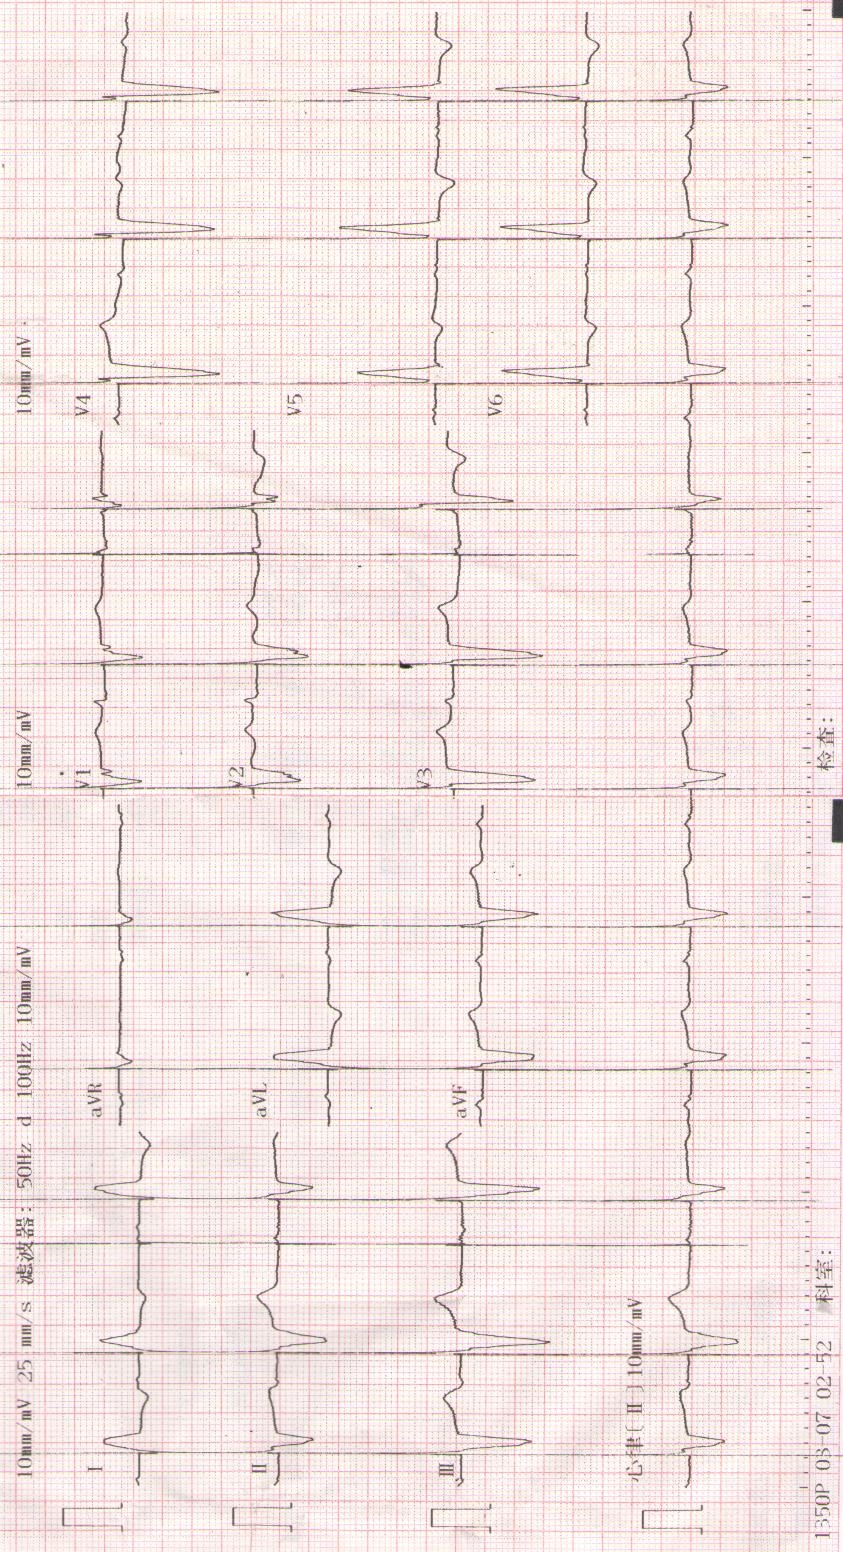 10mm/mV 25 mm/s 滤波器: 50Hz d 100Hz 10mm/mV
10mm/mV
10mm/mV
I
aVR
V1
V4
II
aVL
V2
V5
III
aVF
V3
V6
心律〔II〕10mm/mV
1350P 03-07 02-52 科室:
检查: